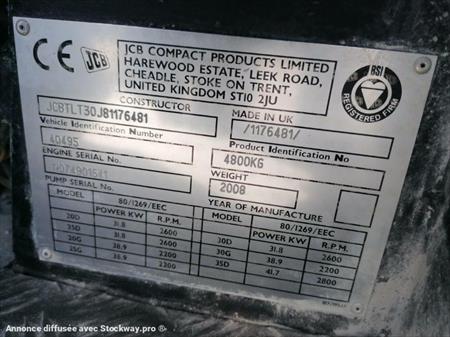 CE JCB
JCB COMPACT PRODUCTS LIMITED
HAREWOOD ESTATE, LEEK ROAD,
CHEADLE, STOKE ON TRENT,
UNITED KINGDOM ST10 2JU
BSI
REGISTERED FIRM
CONSTRUCTOR
MADE IN UK
JCBTLT30J81176481
/1176481/
Vehicle Identification Number
Product Identification No
40495
4800KG
ENGINE SERIAL No.
WEIGHT
2008
PUMP SERIAL No.
YEAR OF MANUFACTURE
MODEL 80/1269/EEC MODEL 80/1269/EEC
POWER KW R.P.M. POWER KW R.P.M.
20D 31.8 2600 30D 38.9 2600
25D 31.8 2600 30G 38.9 2200
20G 38.9 2200 35D 41.7 2800
25G 38.9 2200
Annonce diffusée avec Stockway.pro ®